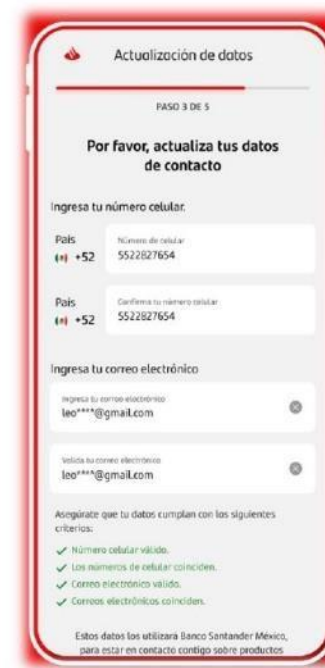 Actualización de datos
PASO 3 DE 5
Por favor, actualiza tus datos
de contacto
Ingresa tu número celular.
País
+52
Número de celular
5522827654
País
+52
Confirma tu número celular
5522827654
Ingresa tu correo electrónico
Ingresa tu correo electrónico
leo****@gmail.com
Valida tu correo electrónico
leo****@gmail.com
Asegúrate que tu datos cumplan con los siguientes
criterios:
Número celular válido.
Los números de celular coinciden.
Correo electrónico válido.
Correos electrónicos coinciden.
Estos datos los utilizara Banco Santander México,
para estar en contacto contigo sobre productos